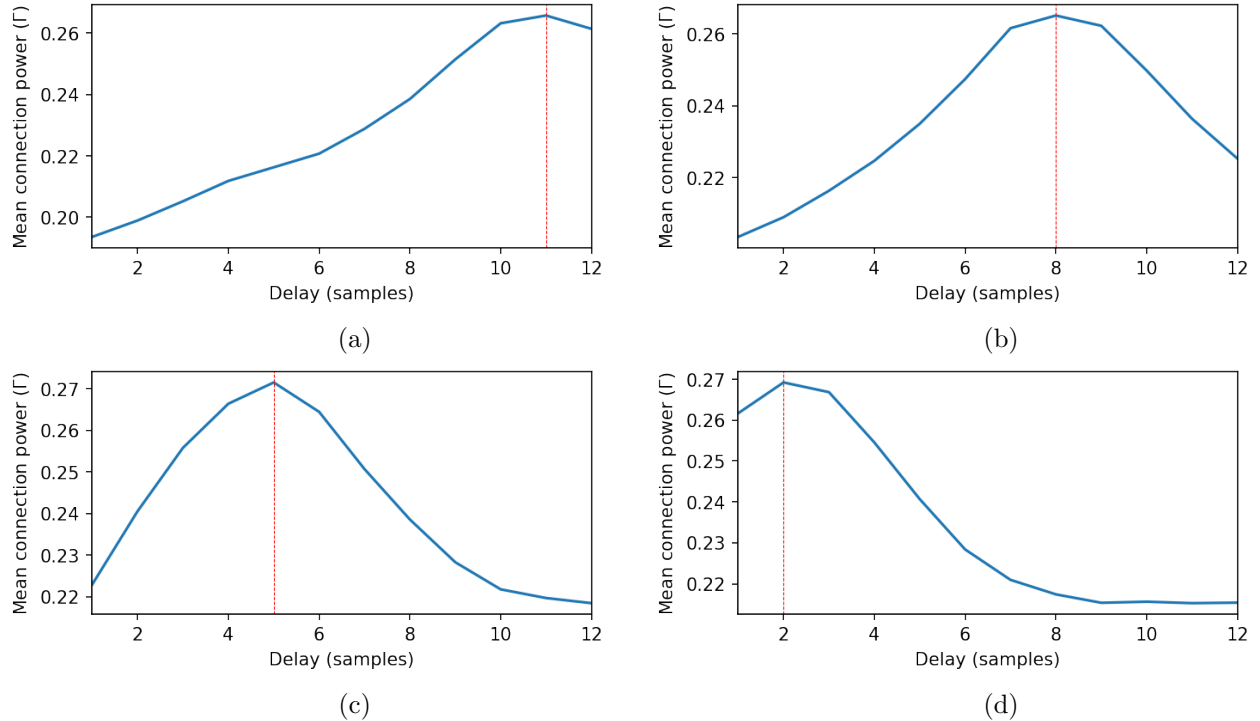 Mean connection power (Γ)
0.26
0.24
0.22
0.20
2 4 6 8 10 12
Delay (samples)
(a)
Mean connection power (Γ)
0.26
0.24
0.22
2 4 6 8 10 12
Delay (samples)
(b)
Mean connection power (Γ)
0.27
0.26
0.25
0.24
0.23
0.22
2 4 6 8 10 12
Delay (samples)
(c)
Mean connection power (Γ)
0.27
0.26
0.25
0.24
0.23
0.22
2 4 6 8 10 12
Delay (samples)
(d)